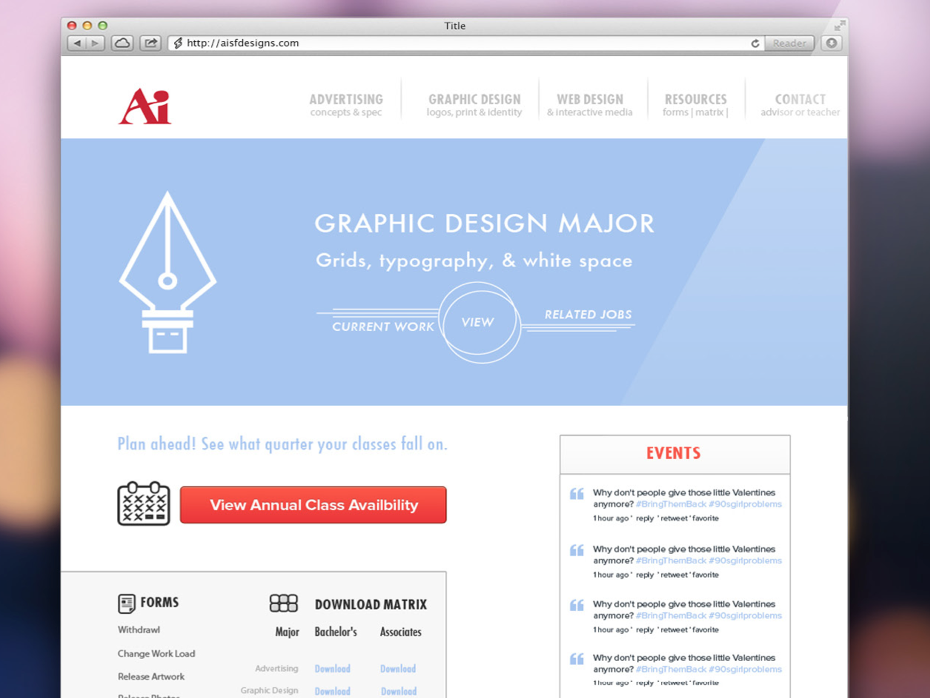 Title
http://aisfdesigns.com
Reader
Ai
ADVERTISING
concepts & spec
GRAPHIC DESIGN
logos, print & identity
WEB DESIGN
& interactive media
RESOURCES
forms | matrix |
CONTACT
advisor or teacher
GRAPHIC DESIGN MAJOR
Grids, typography, & white space
CURRENT WORK
VIEW
RELATED JOBS
Plan ahead! See what quarter your classes fall on.
View Annual Class Availbility
FORMS
Withdrawl
Change Work Load
Release Artwork
Release Photos
DOWNLOAD MATRIX
Major Bachelor's Associates
Advertising Download Download
Graphic Design Download Download
EVENTS
Why don't people give those little Valentines
anymore? #BringThemBack #90sgirlproblems
1 hour ago ' reply ' retweet ' favorite
Why don't people give those little Valentines
anymore? #BringThemBack #90sgirlproblems
1 hour ago ' reply ' retweet ' favorite
Why don't people give those little Valentines
anymore? #BringThemBack #90sgirlproblems
1 hour ago ' reply ' retweet ' favorite
Why don't people give those little Valentines
anymore? #BringThemBack #90sgirlproblems
1 hour ago ' reply ' retweet ' favorite